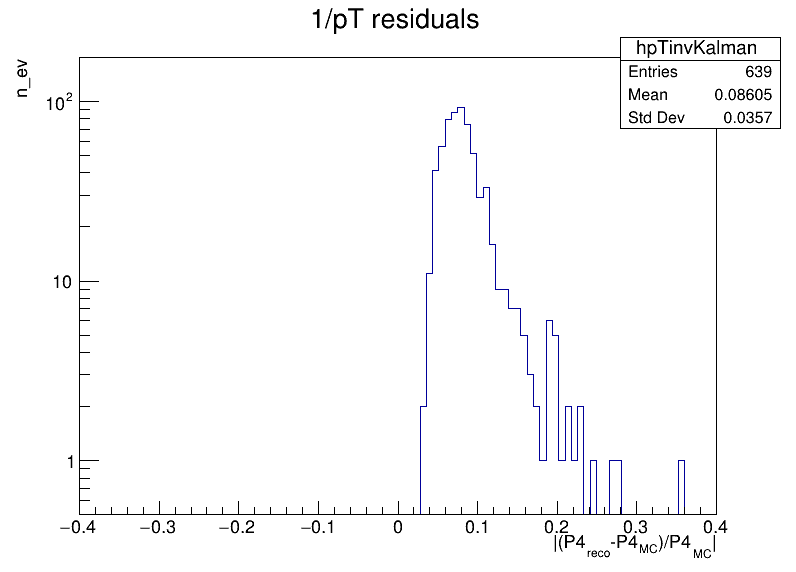 1/pT residuals
hpTinvKalman
Entries 639
Mean 0.08605
Std Dev 0.0357
n_ev
10²
10
1
−0.4 −0.3 −0.2 −0.1 0 0.1 0.2 0.3 0.4
|(P4reco-P4MC)/P4MC|